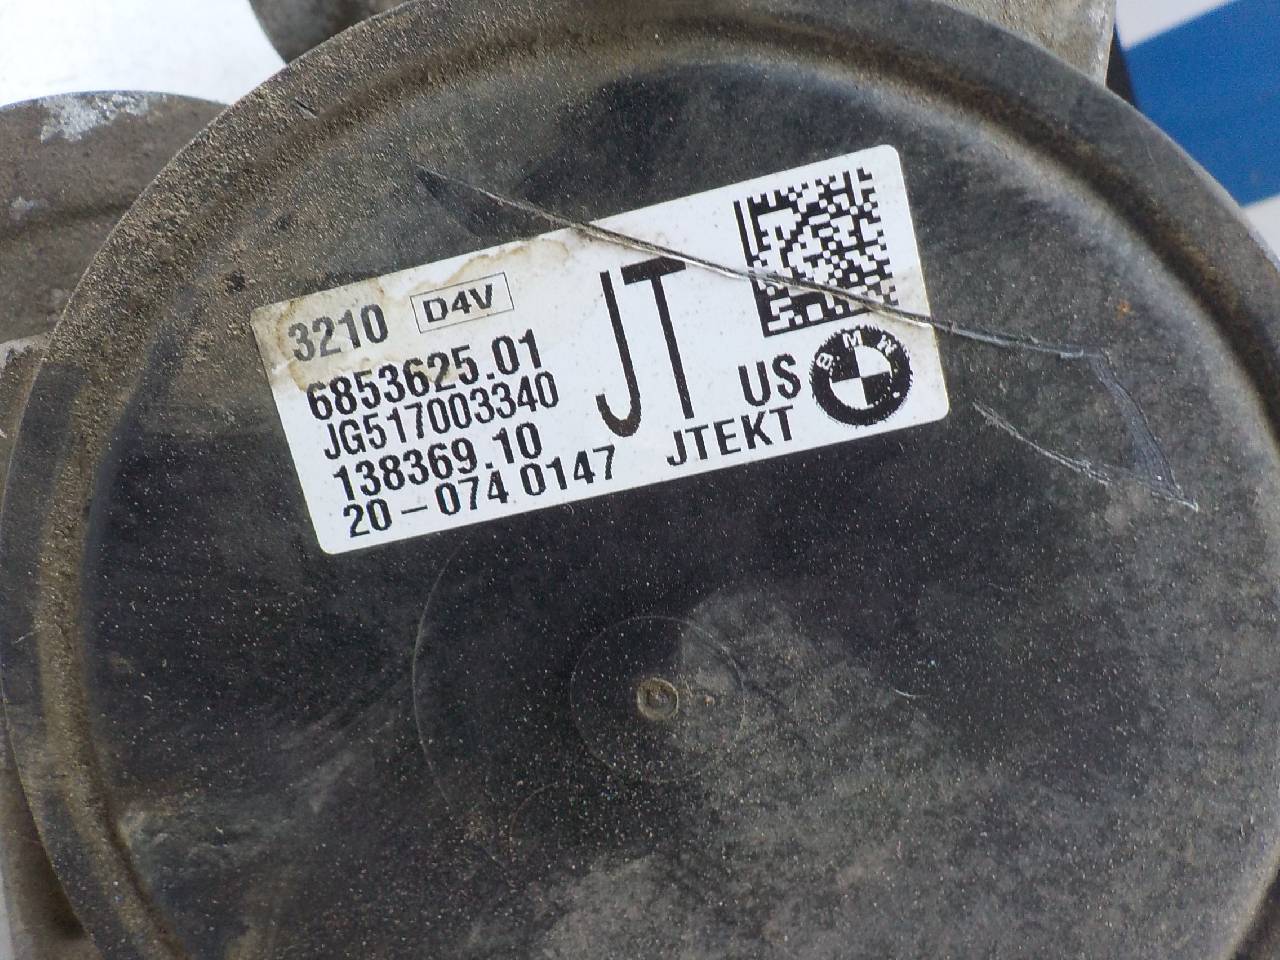 3210 D4V
6853625.01
JG517003340
138369.10
20-074 0147
JT
US
BMW
JTEKT